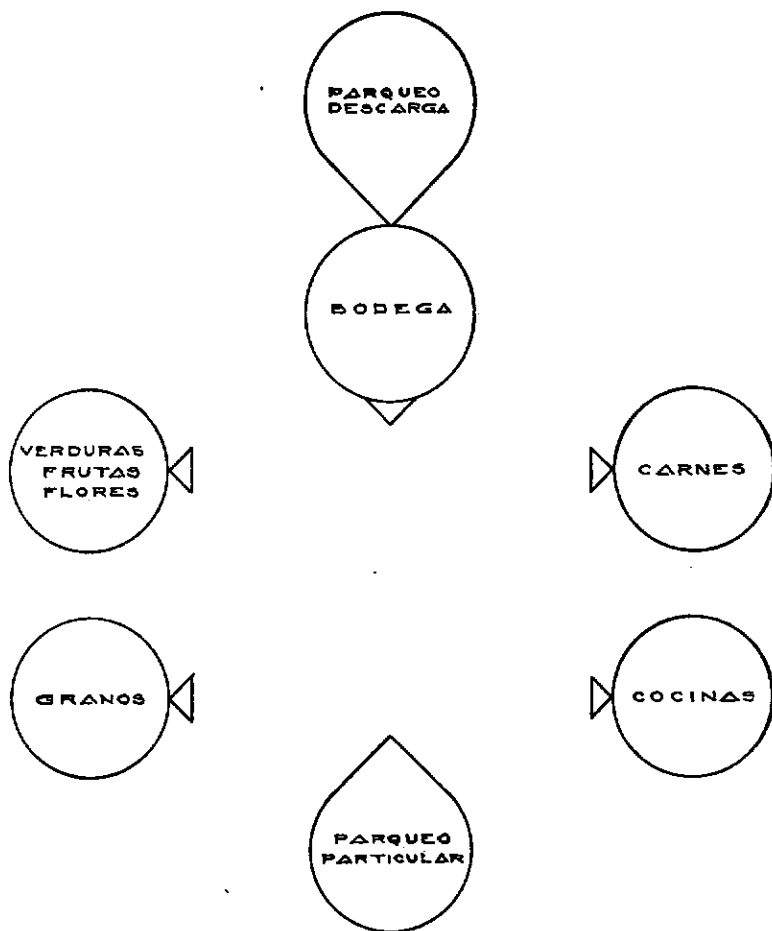 PARQUEO
DESCARGA
BODEGA
VERDURAS
FRUTAS
FLORES
CARNES
GRANOS
COCINAS
PARQUEO
PARTICULAR